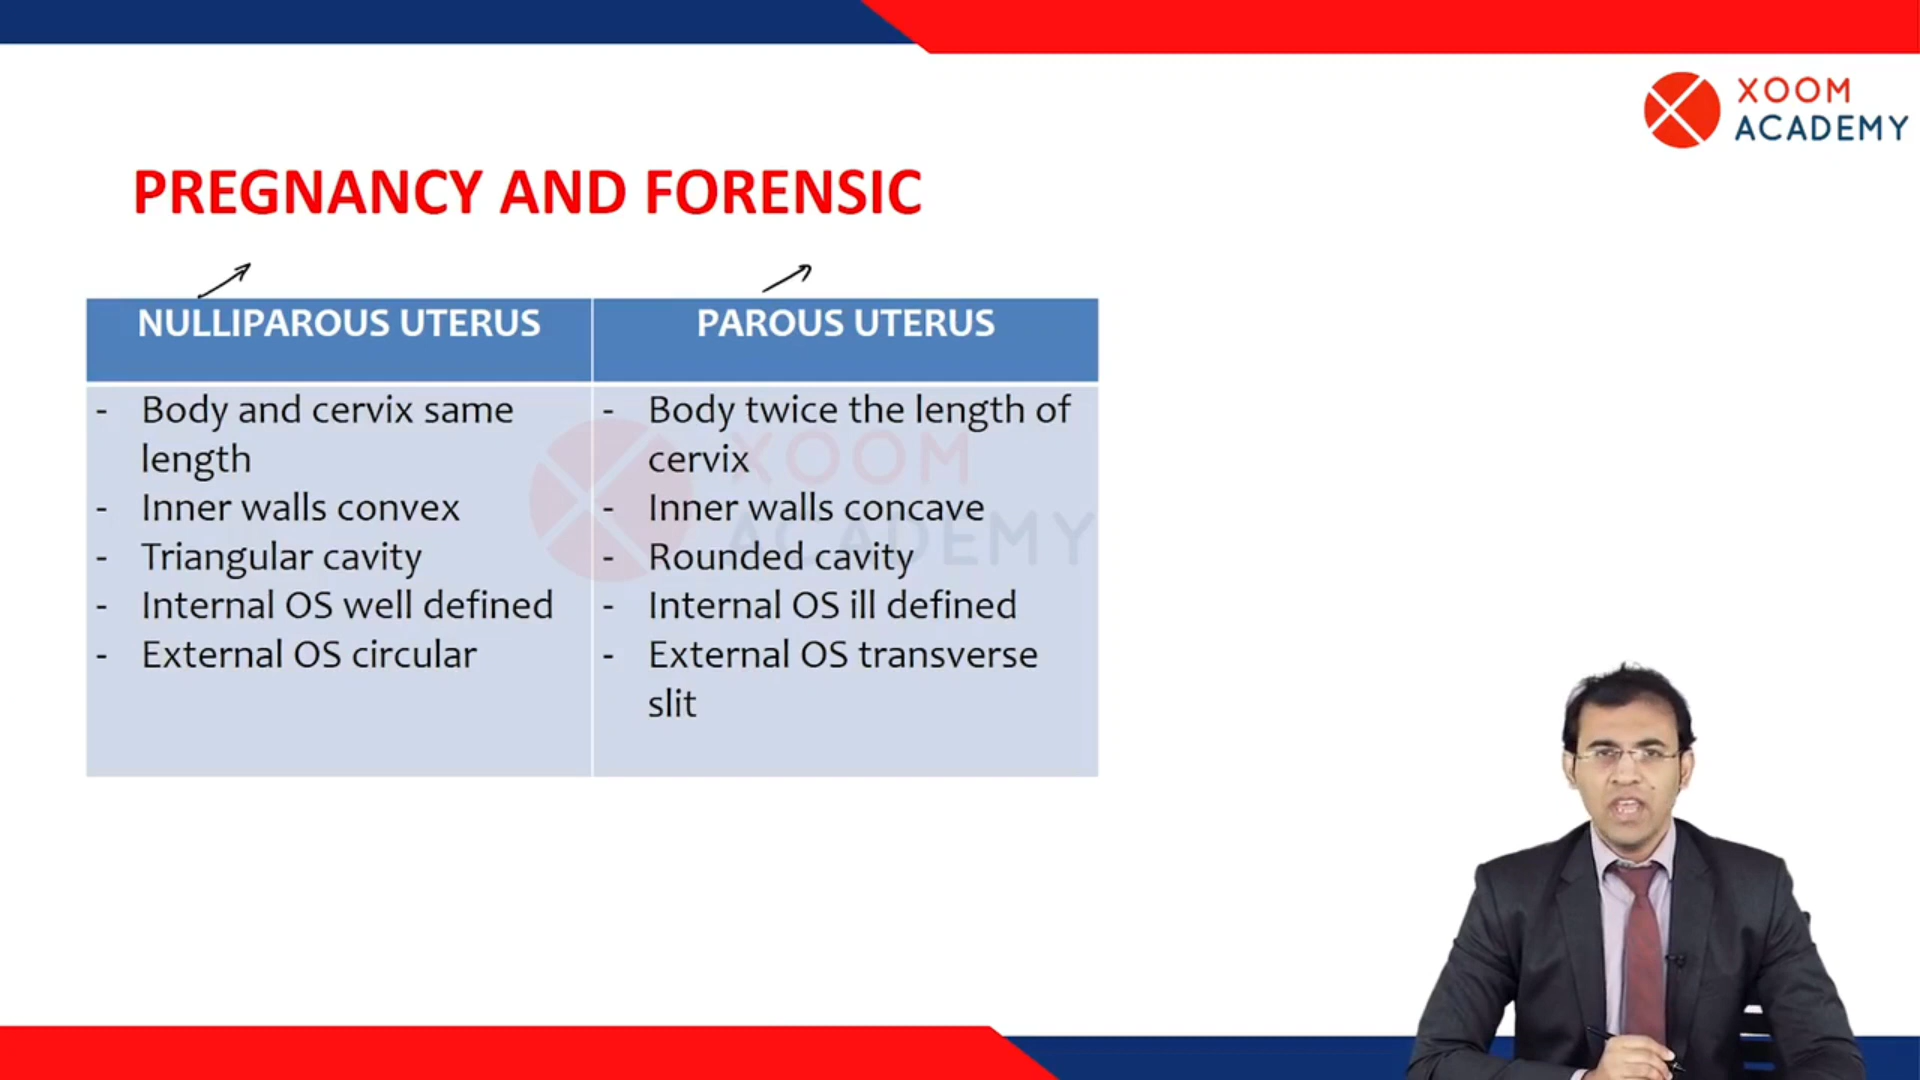 XOOM
ACADEMY
PREGNANCY AND FORENSIC
NULLIPAROUS UTERUS
PAROUS UTERUS
- Body and cervix same
length
- Inner walls convex
- Triangular cavity
- Internal OS well defined
- External OS circular
- Body twice the length of
cervix
- Inner walls concave
- Rounded cavity
- Internal OS ill defined
- External OS transverse
slit
XOOM
ACADEMY